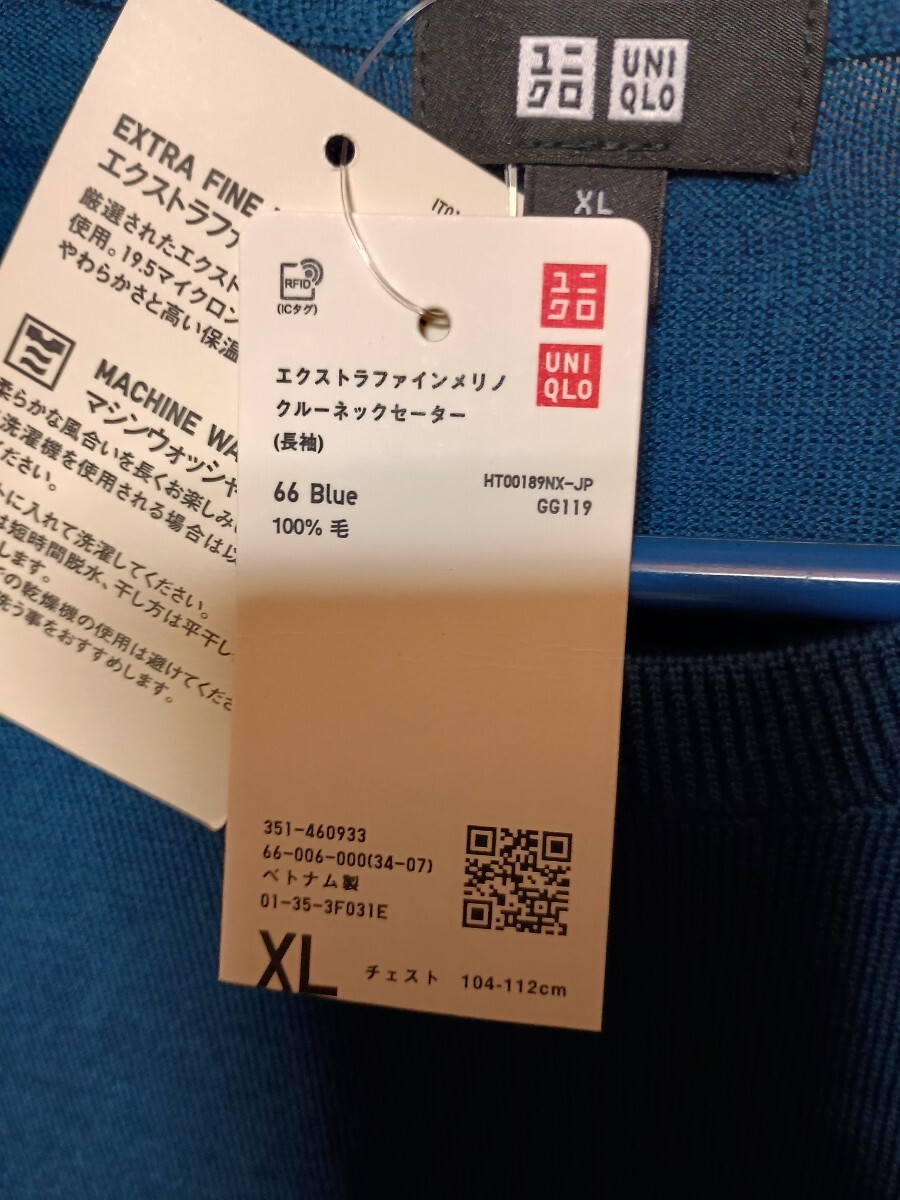 ユニ
クロ
UNI
QLO
XL
EXTRA FINE
エクストラファ
厳選されたエクスト
使用。19.5マイクロン
やわらかさと高い保温
MACHINE WA
マシンウォッシャ
柔らかな風合いを長くお楽しみ
洗濯機を使用される場合は以
ださい。
トに入れて洗濯してください。
は短時間脱水、干し方は平干し
します。
の乾燥機の使用は避けてくださ
洗う事をおすすめします。
RFID
(ICタグ)
ユニ
クロ
UNI
QLO
エクストラファインメリノ
クルーネックセーター
(長袖)
66 Blue
100% 毛
HT00189NX-JP
GG119
351-460933
66-006-000(34-07)
ベトナム製
01-35-3F031E
XL チェスト 104-112cm